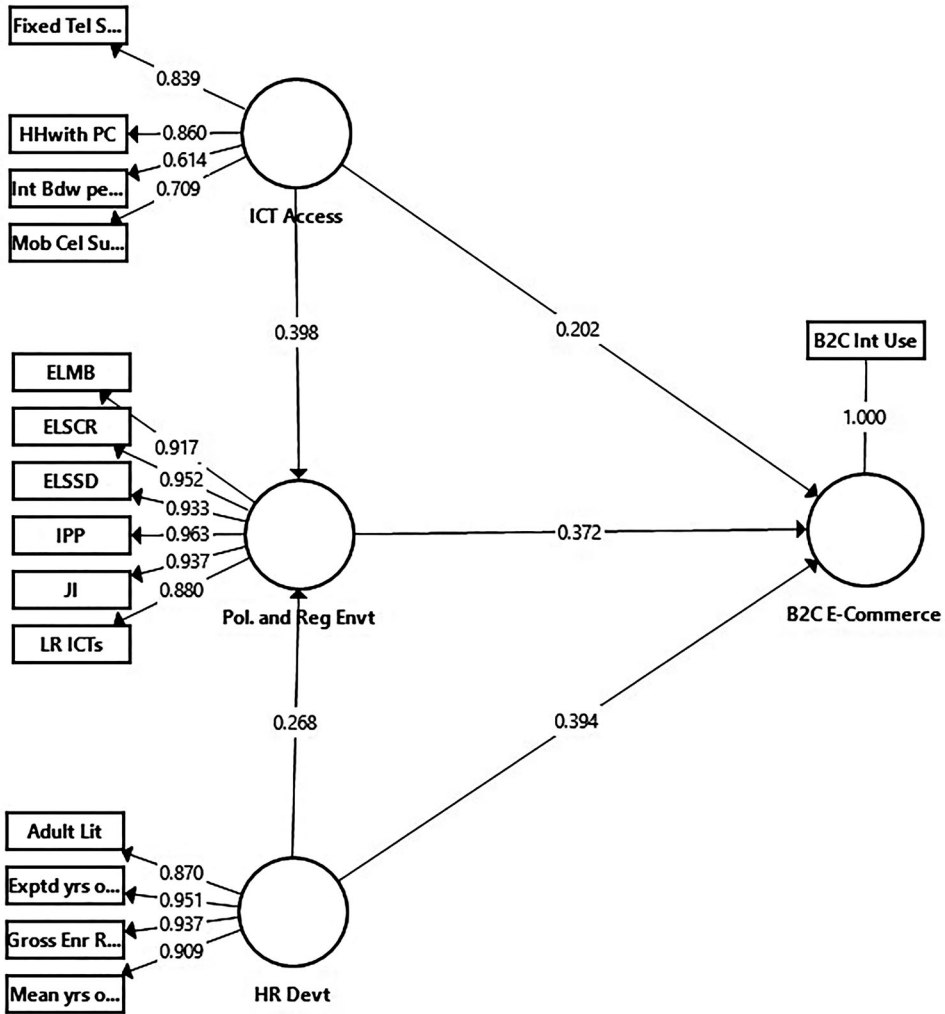 Fixed Tel S...
0.839
HHwith PC
0.860
0.614
Int Bdw pe...
0.709
ICT Access
Mob Cel Su...
0.398
0.202
B2C Int Use
ELMB
1.000
ELSCR
0.917
0.952
ELSSD
0.933
IPP
0.963
0.372
0.937
JI
0.880
Pol. and Reg Envt
B2C E-Commerce
LR ICTs
0.268
0.394
Adult Lit
0.870
Exptd yrs o...
0.951
0.937
Gross Enr R...
0.909
Mean yrs o...
HR Devt